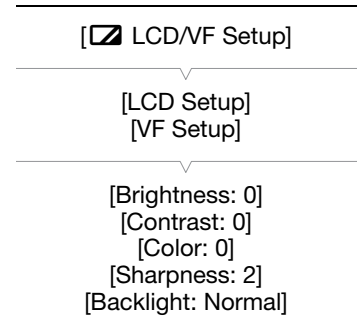 [ LCD/VF Setup]
[LCD Setup]
[VF Setup]
[Brightness: 0]
[Contrast: 0]
[Color: 0]
[Sharpness: 2]
[Backlight: Normal]